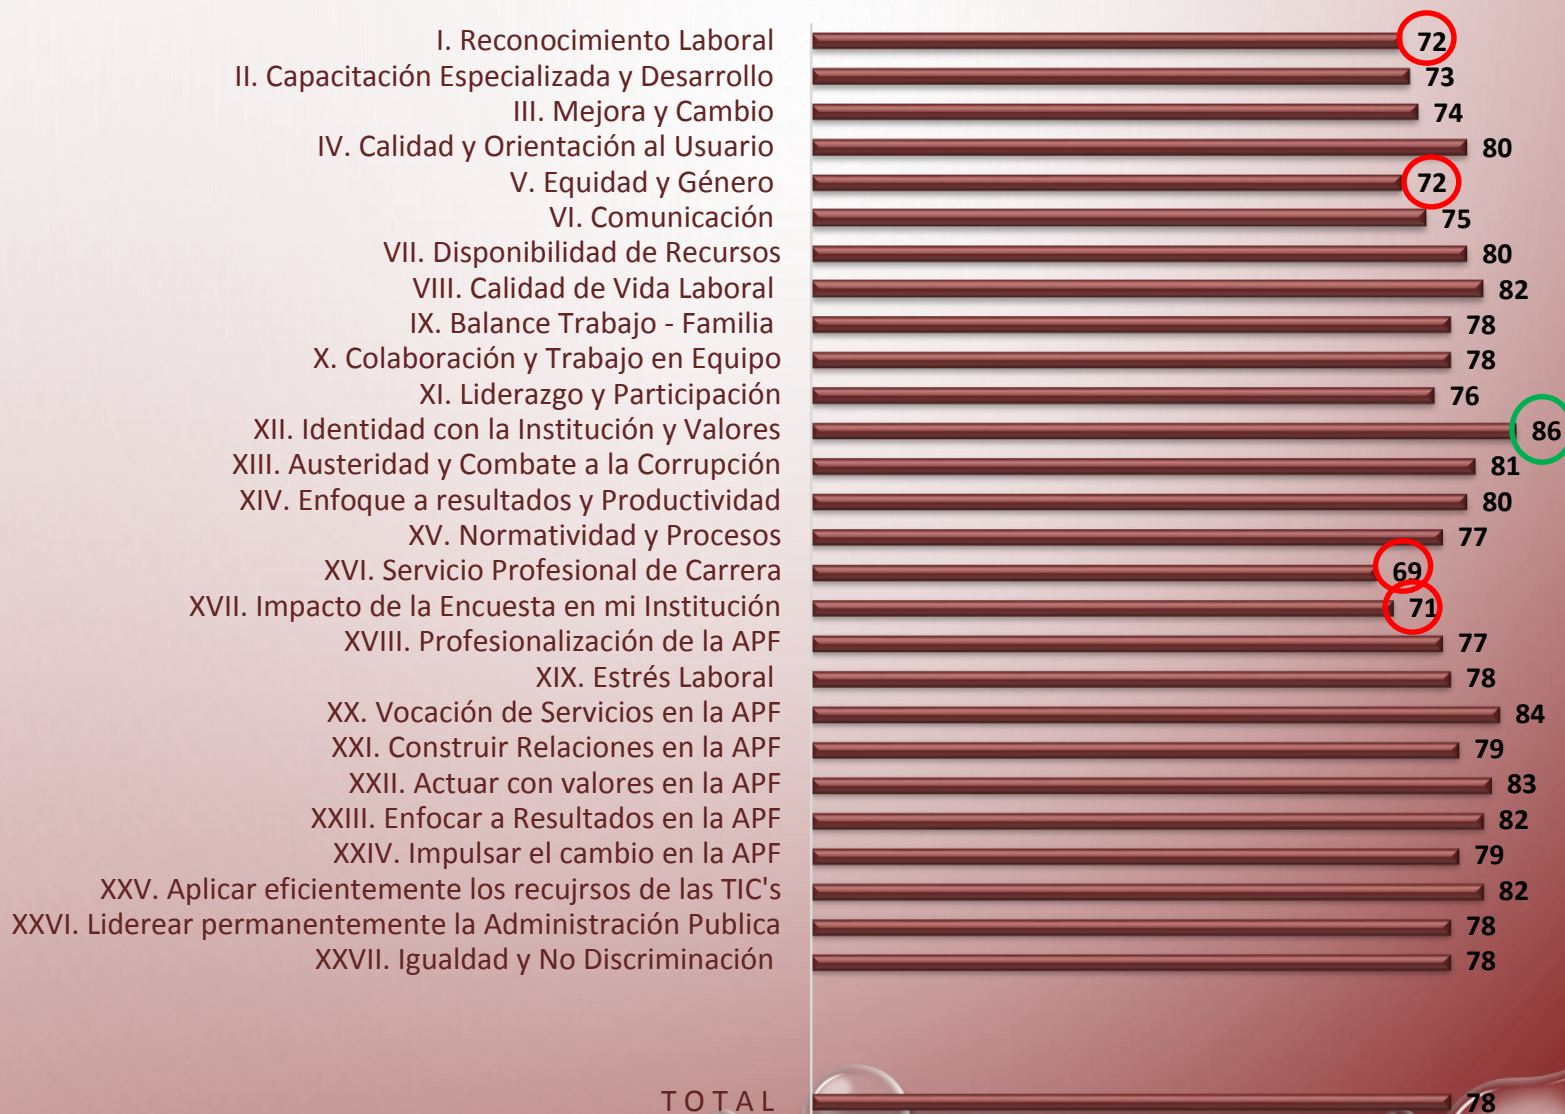 I. Reconocimiento Laboral 72
II. Capacitación Especializada y Desarrollo 73
III. Mejora y Cambio 74
IV. Calidad y Orientación al Usuario 80
V. Equidad y Género 72
VI. Comunicación 75
VII. Disponibilidad de Recursos 80
VIII. Calidad de Vida Laboral 82
IX. Balance Trabajo - Familia 78
X. Colaboración y Trabajo en Equipo 78
XI. Liderazgo y Participación 76
XII. Identidad con la Institución y Valores 86
XIII. Austeridad y Combate a la Corrupción 81
XIV. Enfoque a resultados y Productividad 80
XV. Normatividad y Procesos 77
XVI. Servicio Profesional de Carrera 69
XVII. Impacto de la Encuesta en mi Institución 71
XVIII. Profesionalización de la APF 77
XIX. Estrés Laboral 78
XX. Vocación de Servicios en la APF 84
XXI. Construir Relaciones en la APF 79
XXII. Actuar con valores en la APF 83
XXIII. Enfocar a Resultados en la APF 82
XXIV. Impulsar el cambio en la APF 79
XXV. Aplicar eficientemente los recujrsos de las TIC's 82
XXVI. Liderear permanentemente la Administración Publica 78
XXVII. Igualdad y No Discriminación 78
T O T A L 78